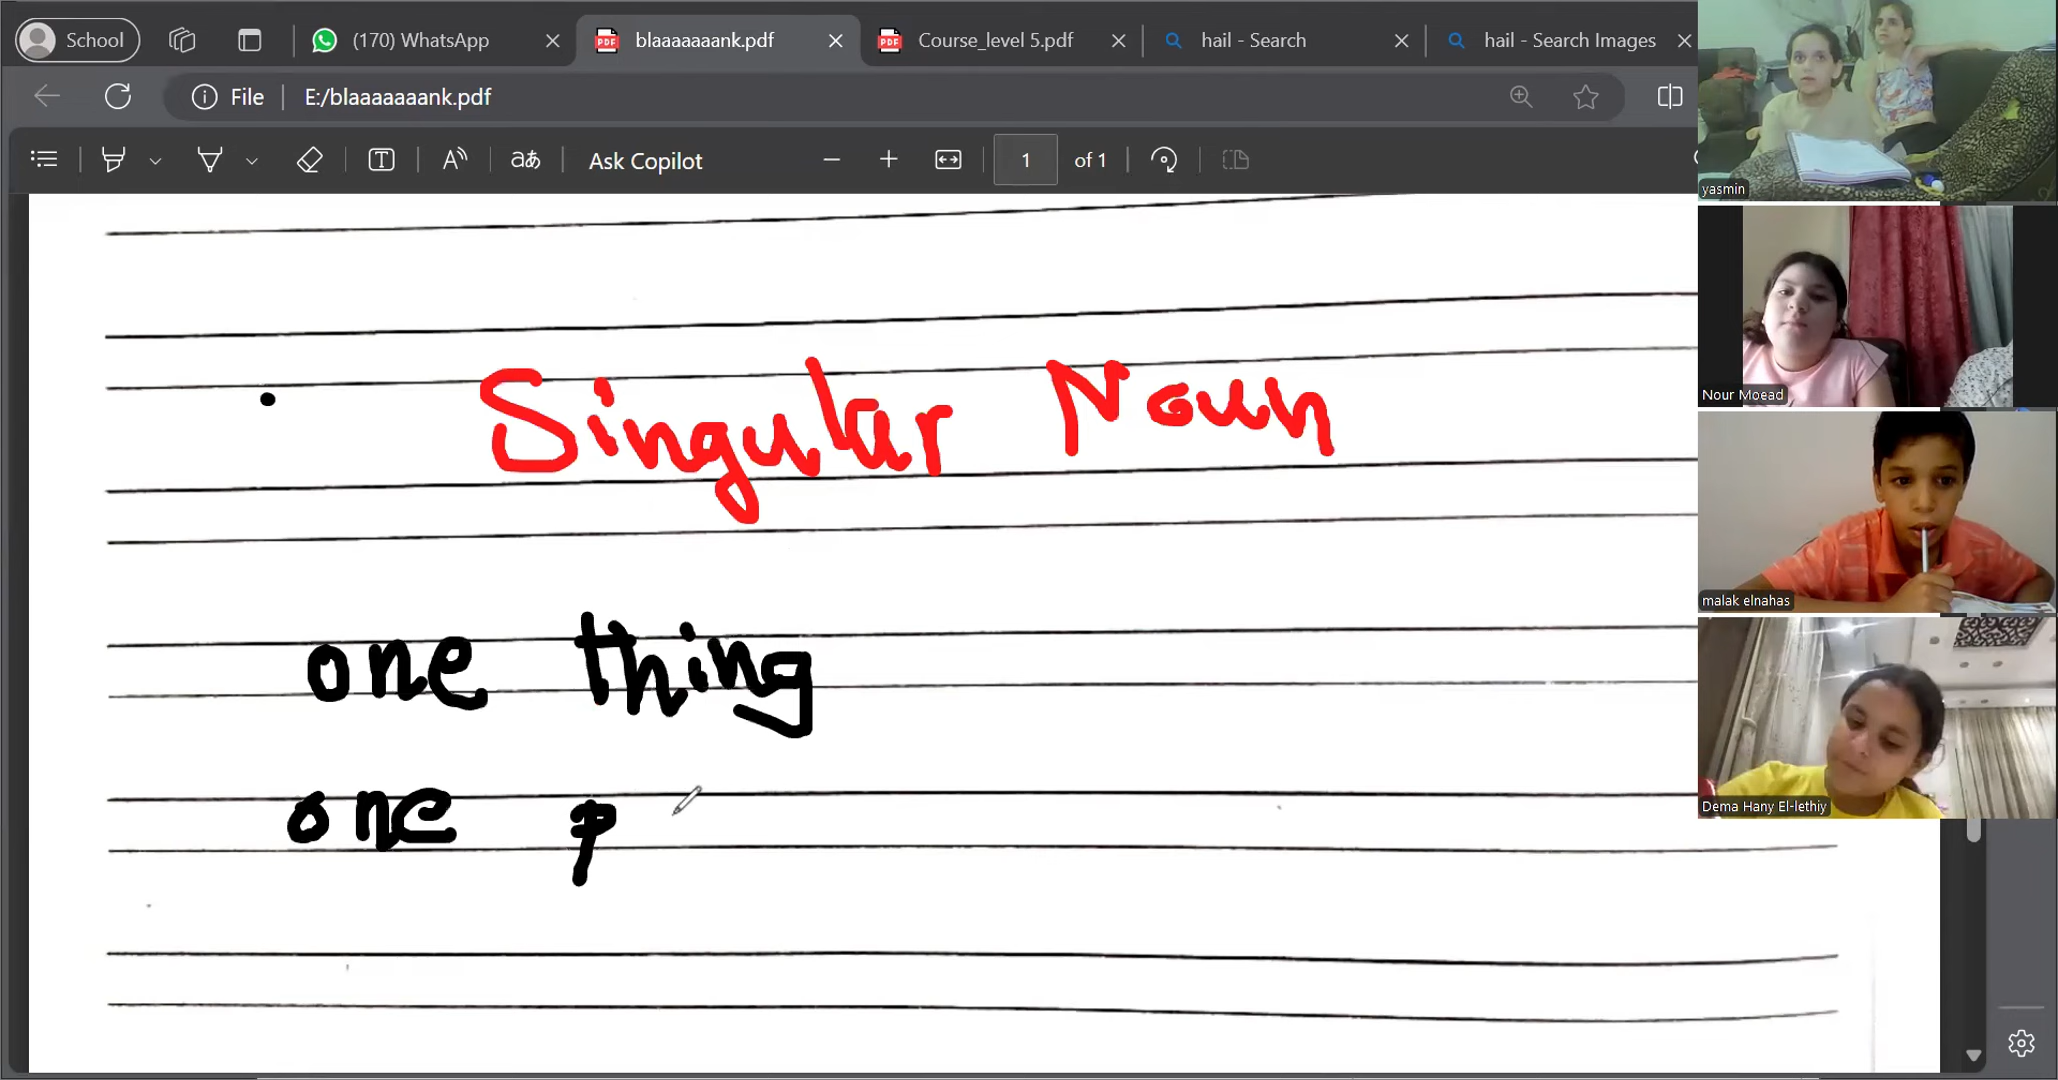 School
(170) WhatsApp
blaaaaaaank.pdf
Course_level 5.pdf
hail - Search
hail - Search Images
File
E:/blaaaaaaank.pdf
Ask Copilot
1 of 1
Singular Noun
one thing
one p
yasmin
Nour Moead
malak elnahas
Dema Hany El-lethiy